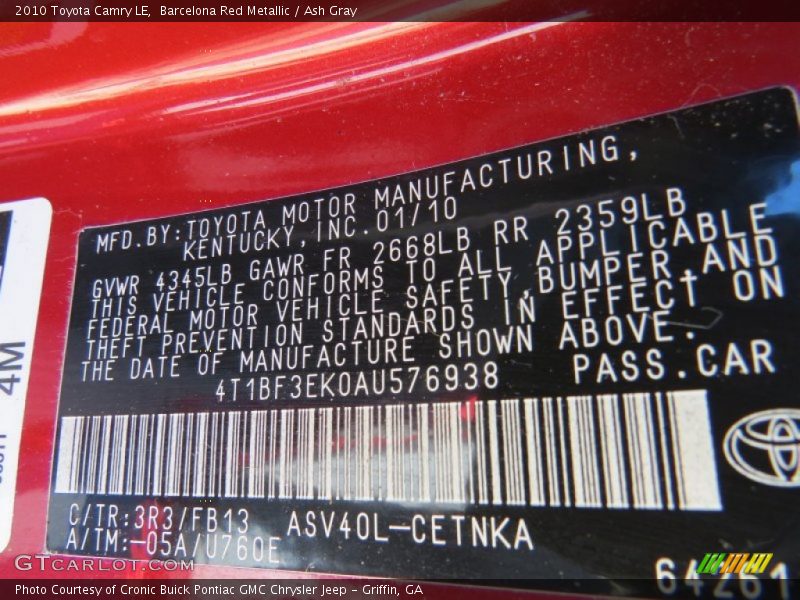 2010 Toyota Camry LE, Barcelona Red Metallic / Ash Gray
MFD.BY:TOYOTA MOTOR MANUFACTURING,
KENTUCKY,INC.01/10
GVWR 4345LB GAWR FR 2668LB RR 2359LB
THIS VEHICLE CONFORMS TO ALL APPLICABLE
FEDERAL MOTOR VEHICLE SAFETY,BUMPER,AND
THEFT PREVENTION STANDARDS IN EFFECT ON
THE DATE OF MANUFACTURE SHOWN ABOVE.
4T1BF3EK0AU576938 PASS.CAR
4M
C/TR:3R3/FB13 ASV40L-CETNKA
A/TM:-05A/U760E
64261
GTCARLOT.COM
Photo Courtesy of Cronic Buick Pontiac GMC Chrysler Jeep - Griffin, GA